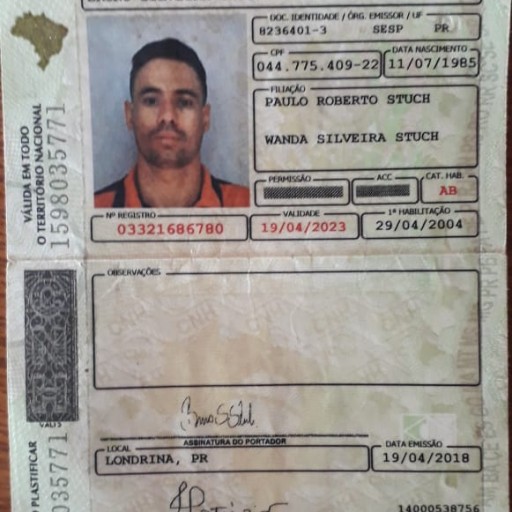 DOC. IDENTIDADE / ÓRG. EMISSOR / UF
8236401-3 SESP PR
CPF DATA NASCIMENTO
044.775.409-22 11/07/1985
FILIAÇÃO
PAULO ROBERTO STUCH
WANDA SILVEIRA STUCH
PERMISSÃO ACC CAT. HAB.
AB
Nº REGISTRO VALIDADE 1ª HABILITAÇÃO
03321686780 19/04/2023 29/04/2004
VÁLIDA EM TODO
O TERRITÓRIO NACIONAL
1598035771
OBSERVAÇÕES
ASSINATURA DO PORTADOR
LOCAL DATA EMISSÃO
LONDRINA, PR 19/04/2018
PLASTIFICAR
035771
14000538756